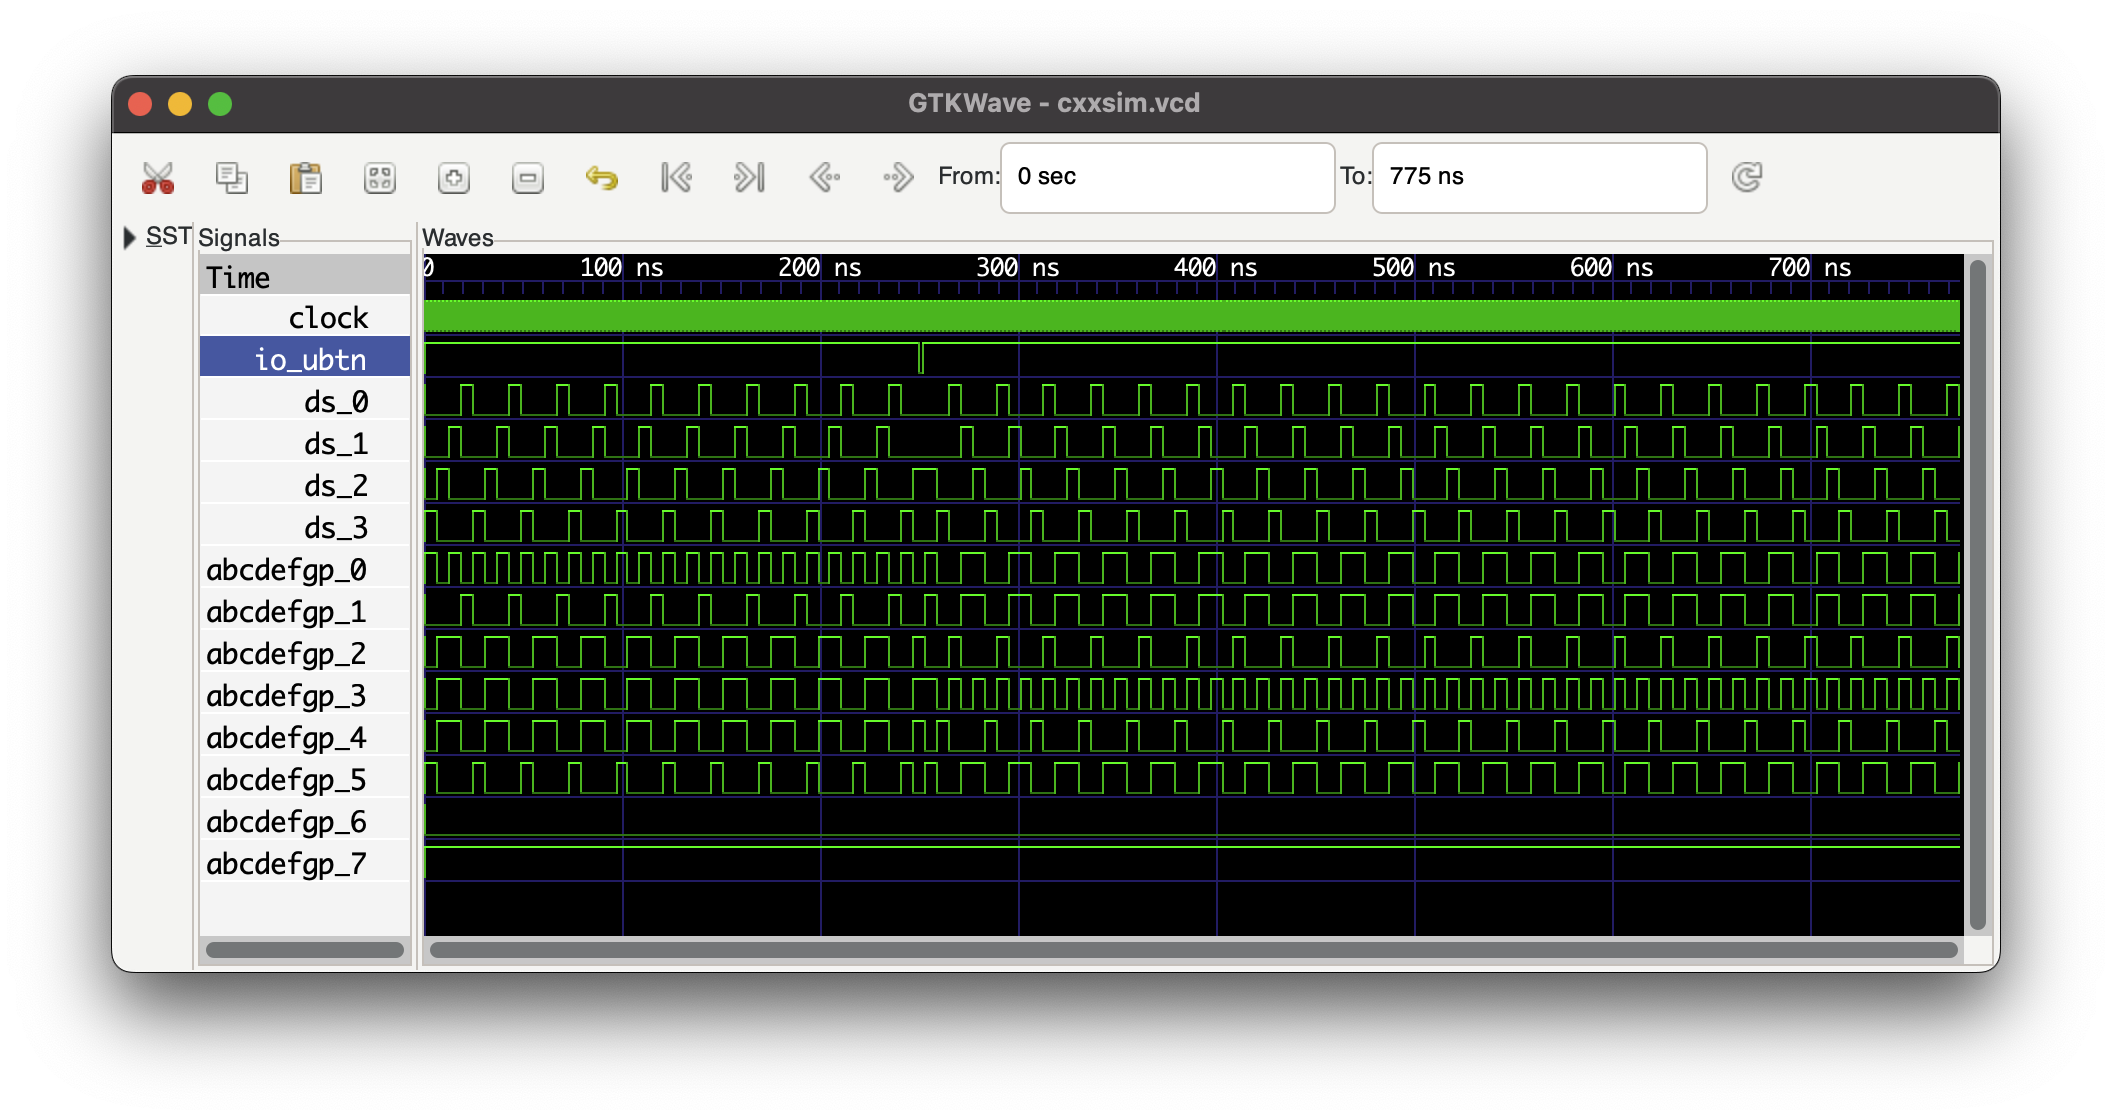 GTKWave - cxxsim.vcd
From: 0 sec To: 775 ns
SST Signals Waves
0 100 ns 200 ns 300 ns 400 ns 500 ns 600 ns 700 ns
Time
clock
io_ubtn
ds_0
ds_1
ds_2
ds_3
abcdefgp_0
abcdefgp_1
abcdefgp_2
abcdefgp_3
abcdefgp_4
abcdefgp_5
abcdefgp_6
abcdefgp_7